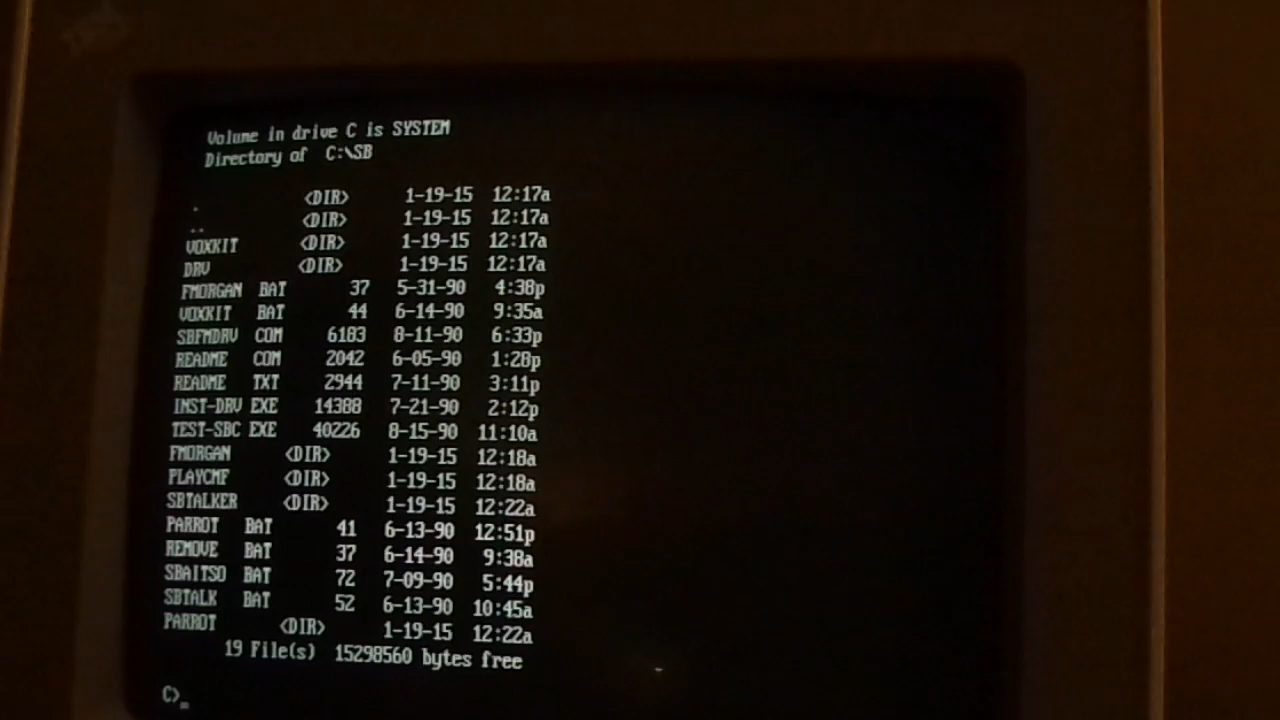 Volume in drive C is SYSTEM
Directory of C:\SB
. <DIR> 1-19-15 12:17a
.. <DIR> 1-19-15 12:17a
VOXKIT <DIR> 1-19-15 12:17a
DRV <DIR> 1-19-15 12:17a
FMORGAN BAT 37 5-31-90 4:38p
VOXKIT BAT 44 6-14-90 9:35a
SBFMDRV COM 6183 8-11-90 6:33p
README COM 2042 6-05-90 1:28p
README TXT 2944 7-11-90 3:11p
INST-DRV EXE 14388 7-21-90 2:12p
TEST-SBC EXE 40226 8-15-90 11:10a
FMORGAN <DIR> 1-19-15 12:18a
PLAYCMF <DIR> 1-19-15 12:18a
SBTALKER <DIR> 1-19-15 12:22a
PARROT BAT 41 6-13-90 12:51p
REMOVE BAT 37 6-14-90 9:38a
SBAITSO BAT 72 7-09-90 5:44p
SBTALK BAT 52 6-13-90 10:45a
PARROT <DIR> 1-19-15 12:22a
19 File(s) 15298560 bytes free
C>_